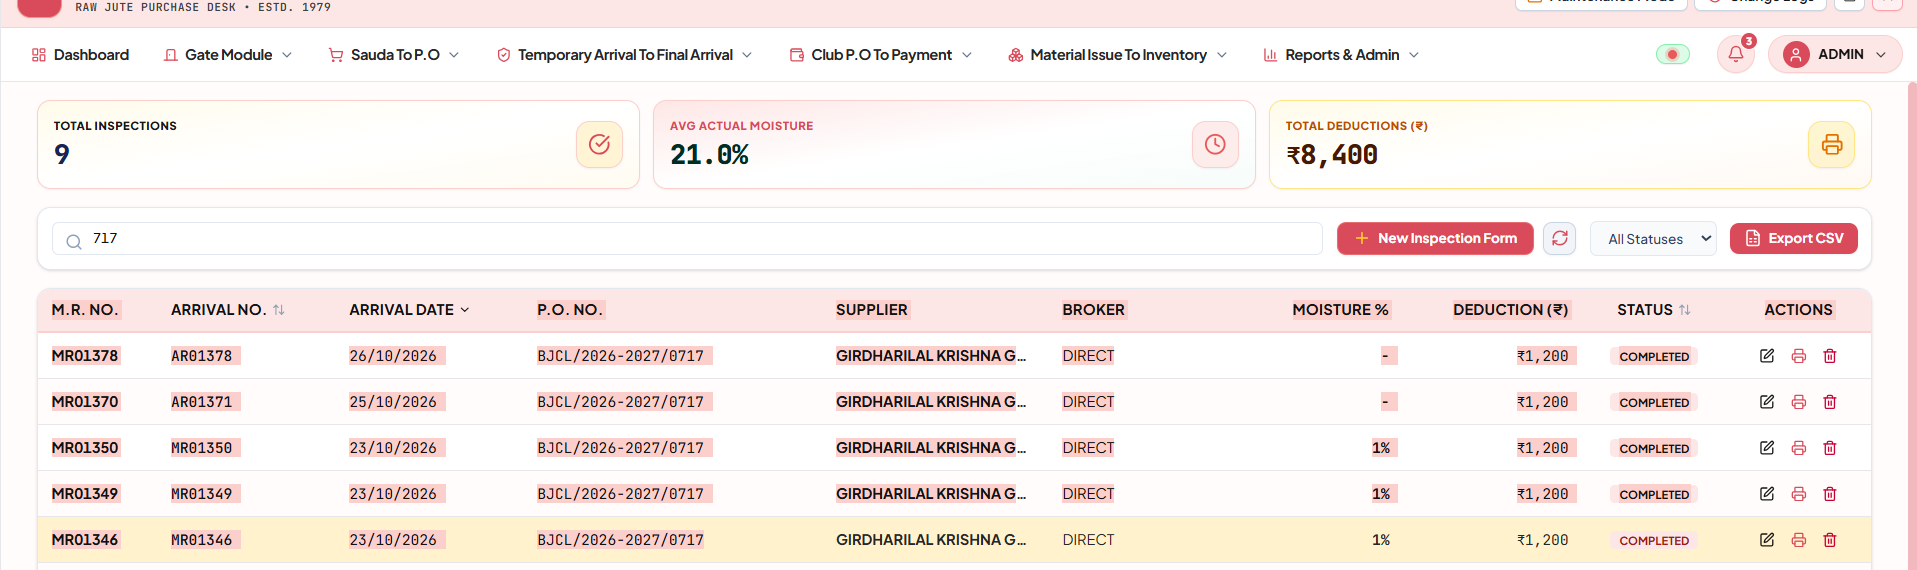 RAW JUTE PURCHASE DESK • ESTD. 1979
Dashboard Gate Module Sauda To P.O Temporary Arrival To Final Arrival Club P.O To Payment Material Issue To Inventory Reports & Admin 3 ADMIN
TOTAL INSPECTIONS
9
AVG ACTUAL MOISTURE
21.0%
TOTAL DEDUCTIONS (₹)
₹8,400
717 New Inspection Form All Statuses Export CSV
M.R. NO. ARRIVAL NO. ARRIVAL DATE P.O. NO. SUPPLIER BROKER MOISTURE % DEDUCTION (₹) STATUS ACTIONS
MR01378 AR01378 26/10/2026 BJCL/2026-2027/0717 GIRDHARILAL KRISHNA G... DIRECT - ₹1,200 COMPLETED
MR01370 AR01371 25/10/2026 BJCL/2026-2027/0717 GIRDHARILAL KRISHNA G... DIRECT - ₹1,200 COMPLETED
MR01350 MR01350 23/10/2026 BJCL/2026-2027/0717 GIRDHARILAL KRISHNA G... DIRECT 1% ₹1,200 COMPLETED
MR01349 MR01349 23/10/2026 BJCL/2026-2027/0717 GIRDHARILAL KRISHNA G... DIRECT 1% ₹1,200 COMPLETED
MR01346 MR01346 23/10/2026 BJCL/2026-2027/0717 GIRDHARILAL KRISHNA G... DIRECT 1% ₹1,200 COMPLETED